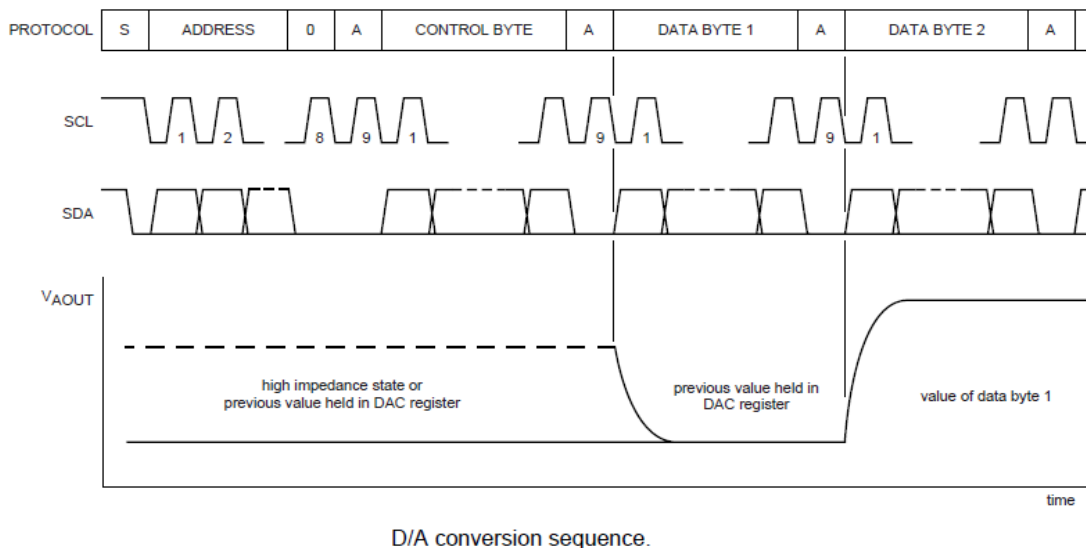 PROTOCOL S ADDRESS 0 A CONTROL BYTE A DATA BYTE 1 A DATA BYTE 2 A
SCL 1 2 8 9 1 9 1 9 1
SDA
VAOUT
high impedance state or
previous value held in DAC register
previous value held in
DAC register
value of data byte 1
time
D/A conversion sequence.